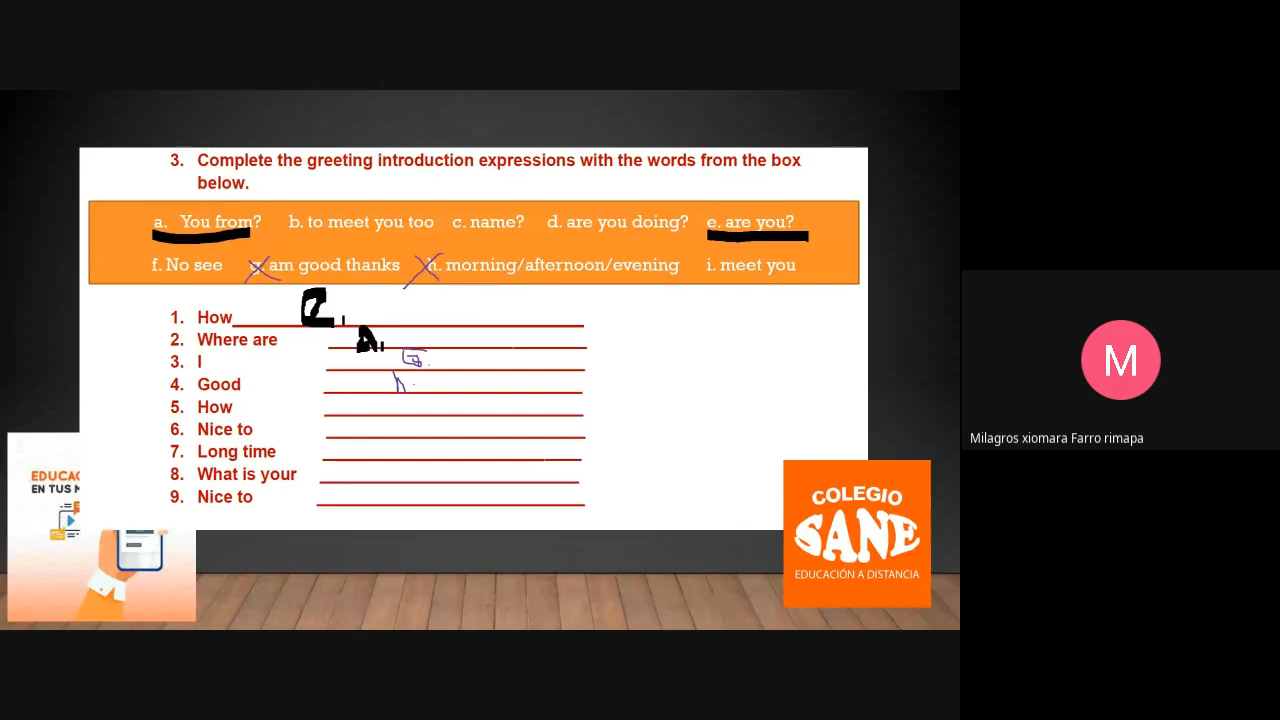 3. Complete the greeting introduction expressions with the words from the box
below.
a. You from? b. to meet you too c. name? d. are you doing? e. are you?
f. No see g. am good thanks h. morning/afternoon/evening i. meet you
1. How
2. Where are a.
3. I
4. Good h.
5. How
6. Nice to
7. Long time
8. What is your
9. Nice to
EDUCAC
EN TUS M
COLEGIO
SANE
EDUCACIÓN A DISTANCIA
M
Milagros xiomara Farro rimapa